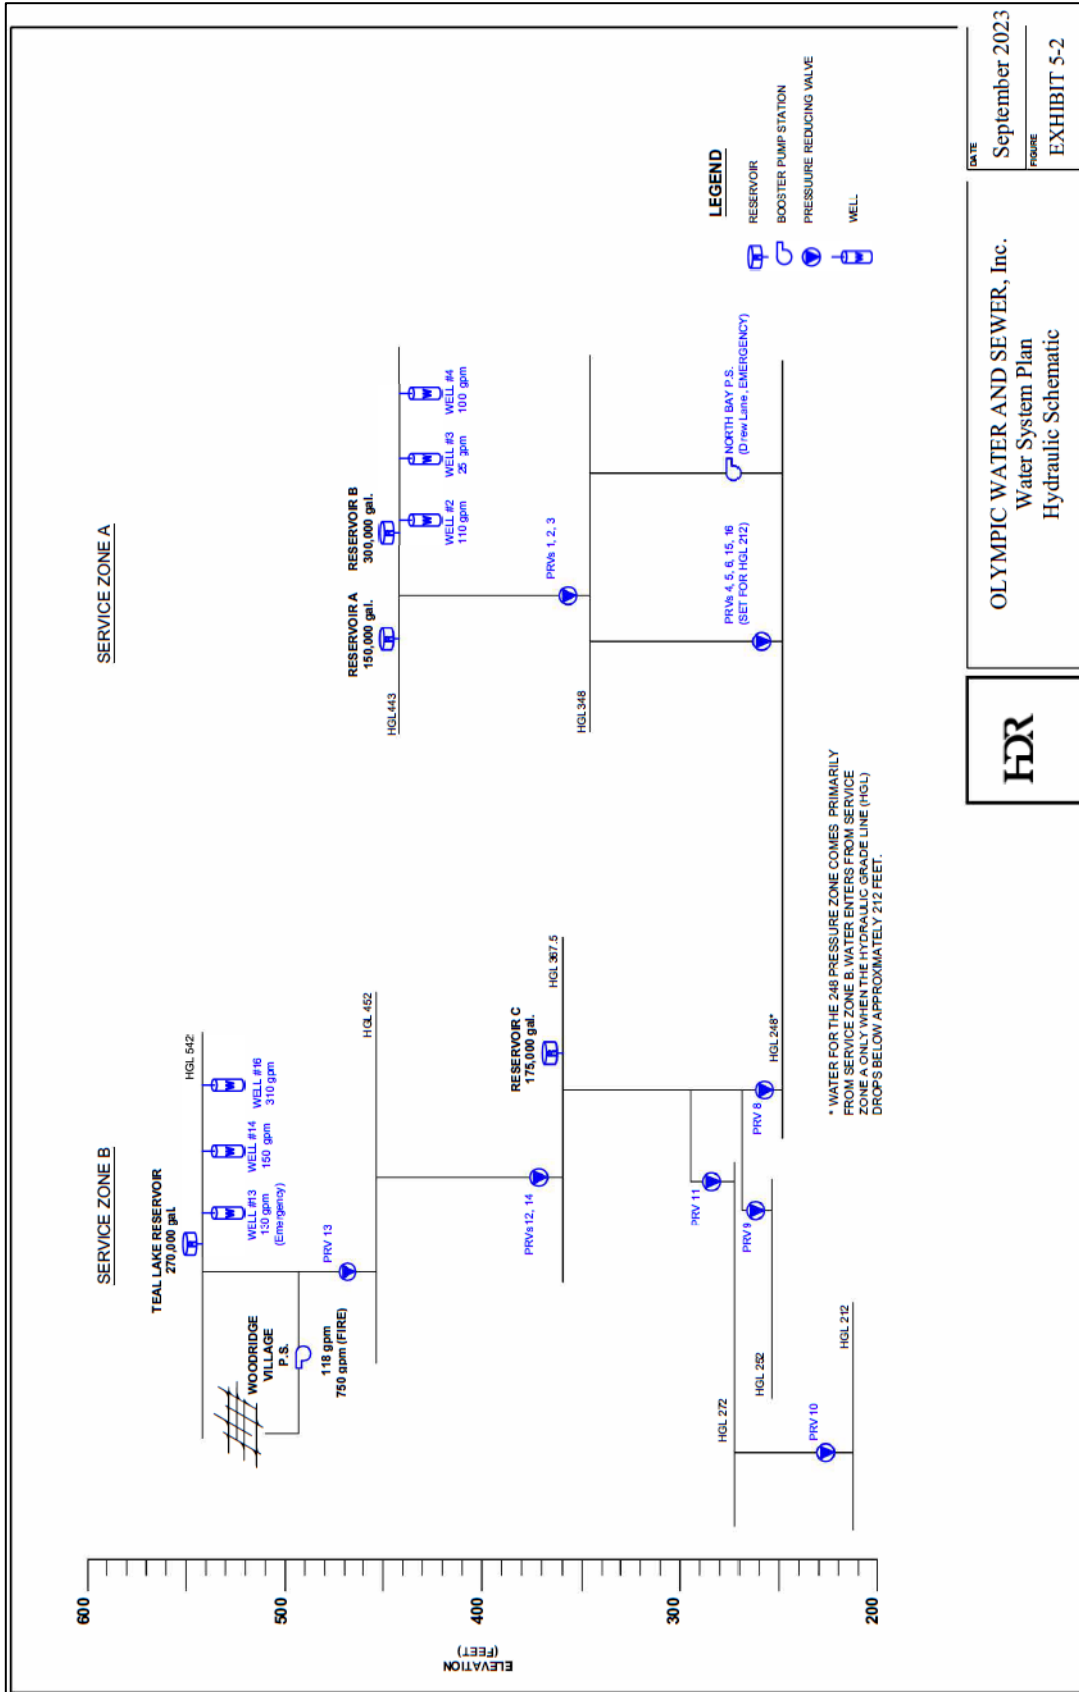 SERVICE ZONE B
SERVICE ZONE A
TEAL LAKE RESERVOIR
270,000 gal.
HGL 542
WELL #13
130 gpm
(Emergency)
WELL #14
150 gpm
WELL #16
310 gpm
WOODRIDGE
VILLAGE
P.S.
118 gpm
750 gpm (FIRE)
PRV 13
HGL 452
PRVs 12, 14
RESERVOIR C
175,000 gal.
HGL 367.5
PRV 11
PRV 9
PRV 8
HGL 248*
HGL 272
HGL 252
PRV 10
HGL 212
RESERVOIR A
150,000 gal.
RESERVOIR B
300,000 gal.
HGL443
WELL #2
110 gpm
WELL #3
25 gpm
WELL #4
100 gpm
PRVs 1, 2, 3
HGL348
PRVs 4, 5, 6, 15, 16
(SET FOR HGL 212)
NORTH BAY P.S.
(Drew Lane, EMERGENCY)
* WATER FOR THE 248 PRESSURE ZONE COMES PRIMARILY
FROM SERVICE ZONE B. WATER ENTERS FROM SERVICE
ZONE A ONLY WHEN THE HYDRAULIC GRADE LINE (HGL)
DROPS BELOW APPROXIMATELY 212 FEET.
LEGEND
RESERVOIR
BOOSTER PUMP STATION
PRESSUURE REDUCING VALVE
W WELL
600
500
400
300
200
ELEVATION
(FEET)
HDR
OLYMPIC WATER AND SEWER, Inc.
Water System Plan
Hydraulic Schematic
DATE
September 2023
FIGURE
EXHIBIT 5-2